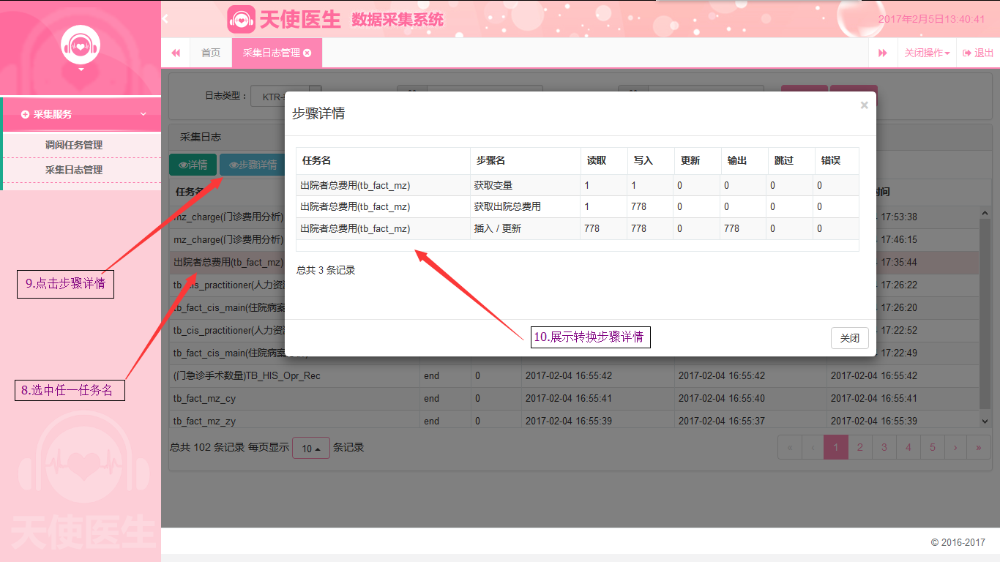 天使医生 数据采集系统
2017年2月5日13:40:41
首页
采集日志管理
关闭操作
退出
采集服务
调阅任务管理
采集日志管理
日志类型：
KTR-
采集日志
详情
步骤详情
任务名
时间
mz_charge(门诊费用分析)
17:53:38
mz_charge(门诊费用分析)
17:46:15
出院者总费用(tb_fact_mz)
17:35:44
tb_cis_practitioner(人力资
17:26:22
tb_fact_cis_main(住院病案
17:26:20
tb_cis_practitioner(人力资
17:22:52
tb_fact_cis_main(住院病案
17:22:49
(门急诊手术数量)TB_HIS_Opr_Rec end 0 2017-02-04 16:55:42 2017-02-04 16:55:42 2017-02-04 16:55:42
tb_fact_mz_cy end 0 2017-02-04 16:55:41 2017-02-04 16:55:40 2017-02-04 16:55:41
tb_fact_mz_zy end 0 2017-02-04 16:55:39 2017-02-04 16:55:37 2017-02-04 16:55:39
总共 102 条记录 每页显示 10 条记录
« ‹ 1 2 3 4 5 › »
步骤详情
×
任务名 步骤名 读取 写入 更新 输出 跳过 错误
出院者总费用(tb_fact_mz) 获取变量 1 1 0 0 0 0
出院者总费用(tb_fact_mz) 获取出院总费用 1 778 0 0 0 0
出院者总费用(tb_fact_mz) 插入 / 更新 778 778 0 778 0 0
总共 3 条记录
关闭
9.点击步骤详情
10.展示转换步骤详情
8.选中任一任务名
天使医生
© 2016-2017